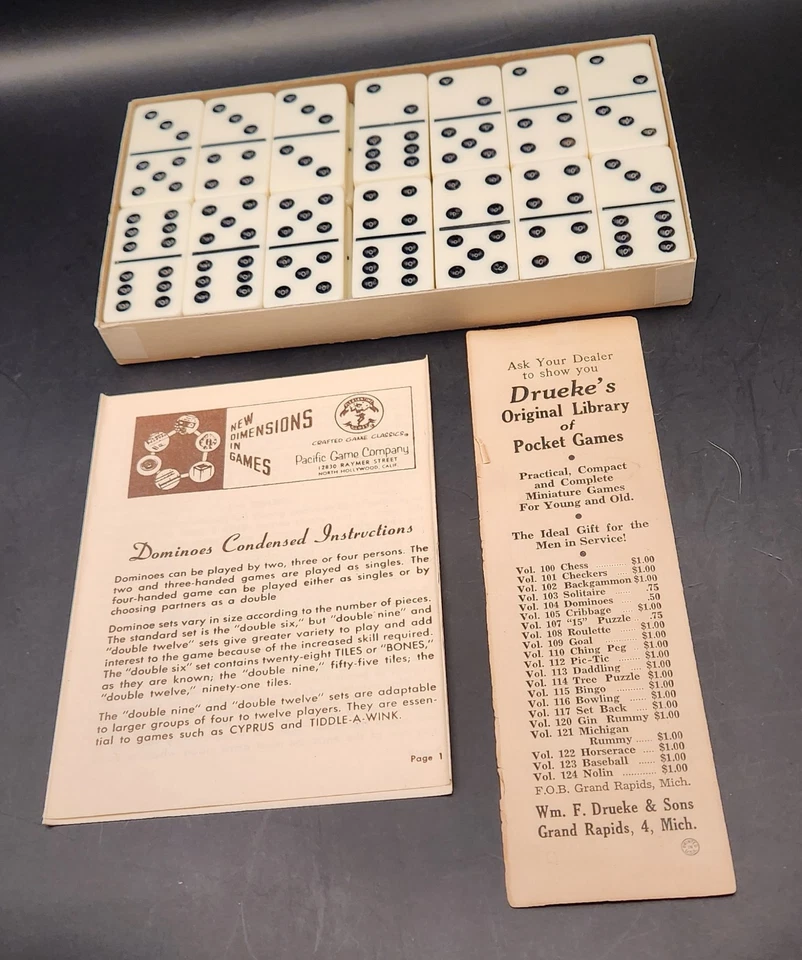 NEW
DIMENSIONS
IN
GAMES
CRAFTED GAME CLASSICS
Pacific Game Company
12830 RAYMER STREET
NORTH HOLLYWOOD, CALIF.
Dominoes Condensed Instructions
Dominoes can be played by two, three or four persons. The
two and three-handed games are played as singles. The
four-handed game can be played either as singles or by
choosing partners as a double
Dominoe sets vary in size according to the number of pieces.
The standard set is the "double six," but "double nine" and
"double twelve" sets give greater variety to play and add
interest to the game because of the increased skill required.
The "double six" set contains twenty-eight TILES or "BONES,"
as they are known; the "double nine," fifty-five tiles; the
"double twelve," ninety-one tiles.
The "double nine" and "double twelve" sets are adaptable
to larger groups of four to twelve players. They are essen-
tial to games such as CYPRUS and TIDDLE-A-WINK.
Page 1
Ask Your Dealer
to show you
Drueke's
Original Library
of
Pocket Games
Practical, Compact
and Complete
Miniature Games
For Young and Old.
The Ideal Gift for the
Men in Service!
Vol. 100 Chess ...... $1.00
Vol. 101 Checkers .. $1.00
Vol. 102 Backgammon $1.00
Vol. 103 Solitaire ...... .75
Vol. 104 Dominoes .... .50
Vol. 105 Cribbage .... $1.00
Vol. 107 "15" Puzzle .75
Vol. 108 Roulette .... $1.00
Vol. 109 Goal .......... $1.00
Vol. 110 Ching Peg .. $1.00
Vol. 112 Pic-Tic ...... $1.00
Vol. 113 Daddling .... $1.00
Vol. 114 Tree Puzzle $1.00
Vol. 115 Bingo ........ $1.00
Vol. 116 Bowling .... $1.00
Vol. 117 Set Back .... $1.00
Vol. 120 Gin Rummy $1.00
Vol. 121 Michigan
Rummy ...... $1.00
Vol. 122 Horserace .... $1.00
Vol. 123 Baseball ...... $1.00
Vol. 124 Nolin ............ $1.00
F.O.B. Grand Rapids, Mich.
Wm. F. Drueke & Sons
Grand Rapids, 4, Mich.